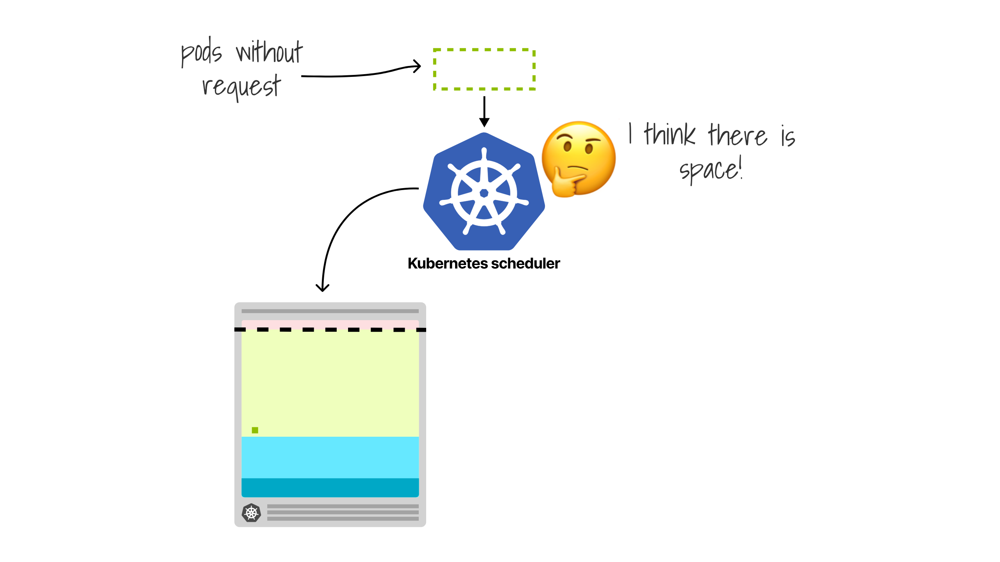 pods without
request
I think there is
space!
Kubernetes scheduler